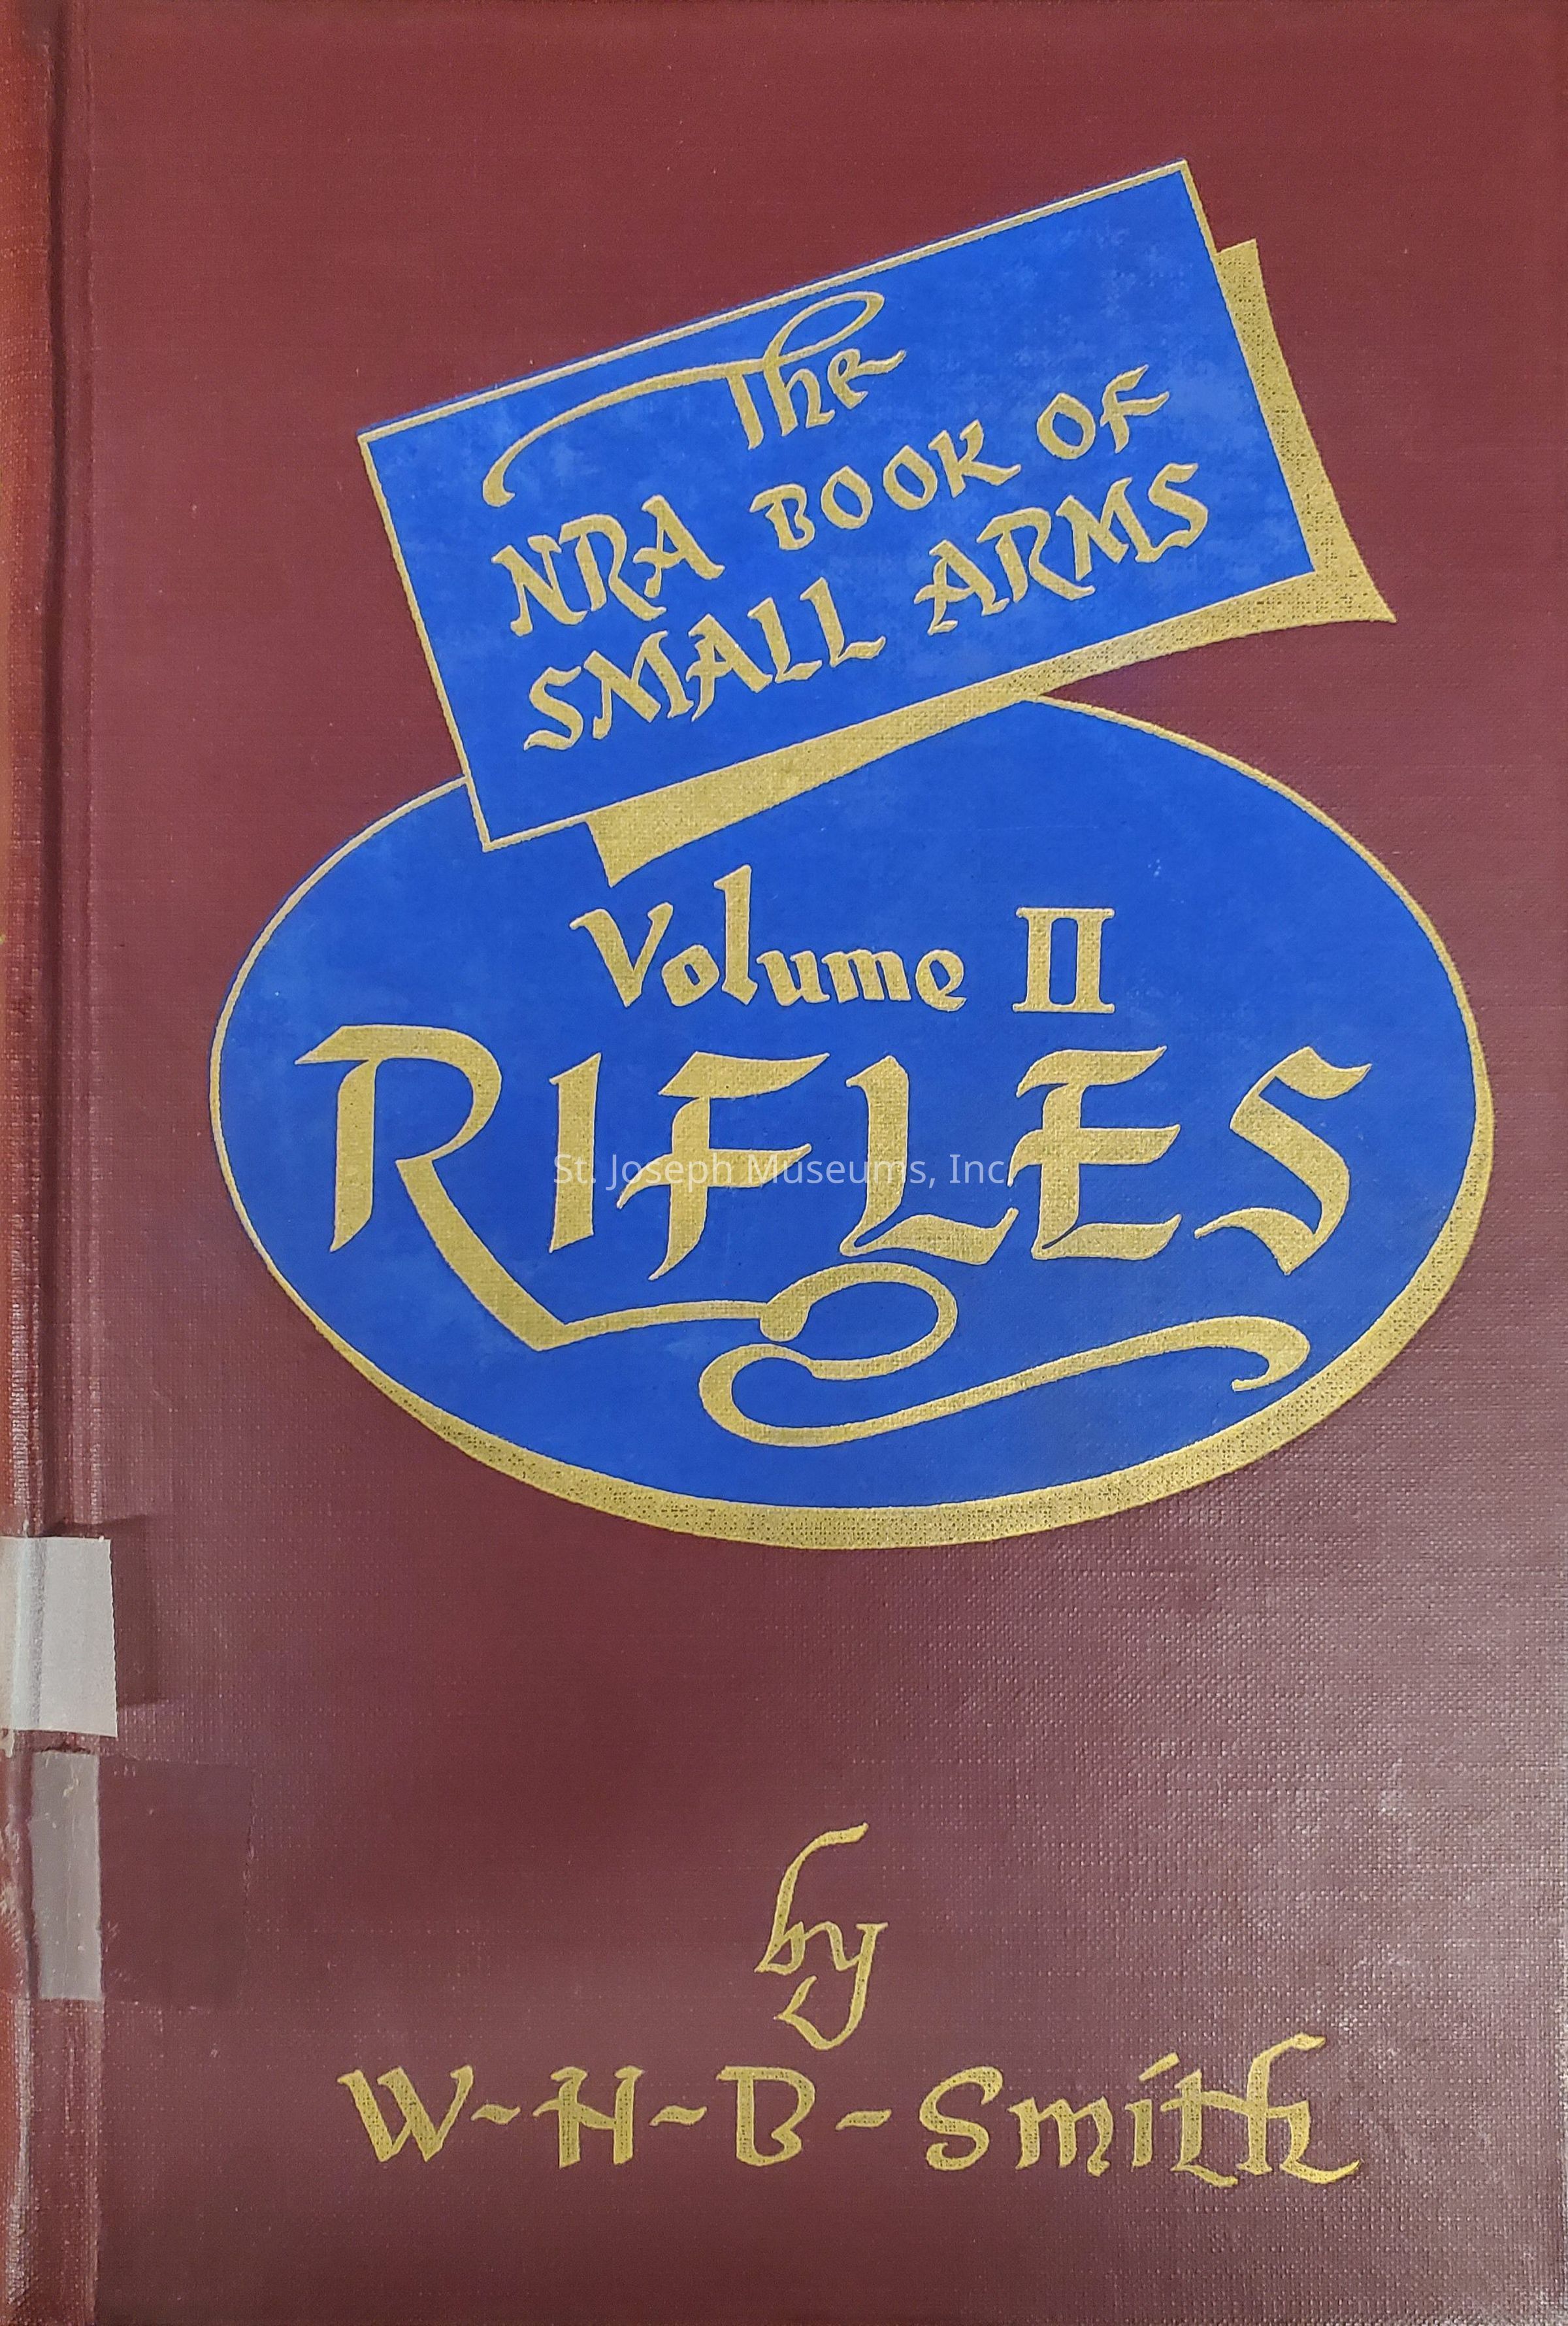 The
NRA BOOK OF
SMALL ARMS
Volume II
RIFLES
St. Joseph Museums, Inc.
by
W-H-B-Smith